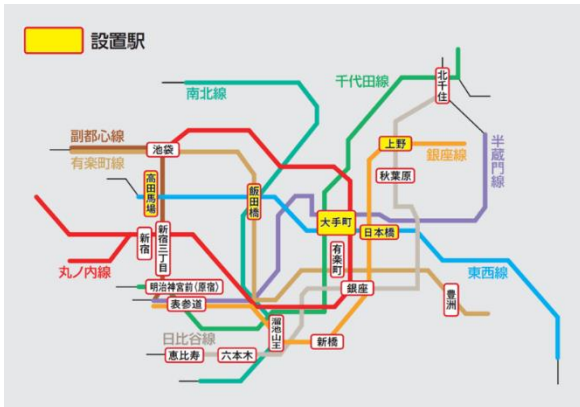 設置駅
南北線
千代田線
北千住
副都心線
有楽町線
池袋
上野
銀座線
半蔵門線
秋葉原
高田馬場
飯田橋
大手町
日本橋
新宿
新宿三丁目
有楽町
丸ノ内線
東西線
明治神宮前(原宿)
銀座
表参道
豊洲
溜池山王
日比谷線
新橋
恵比寿
六本木